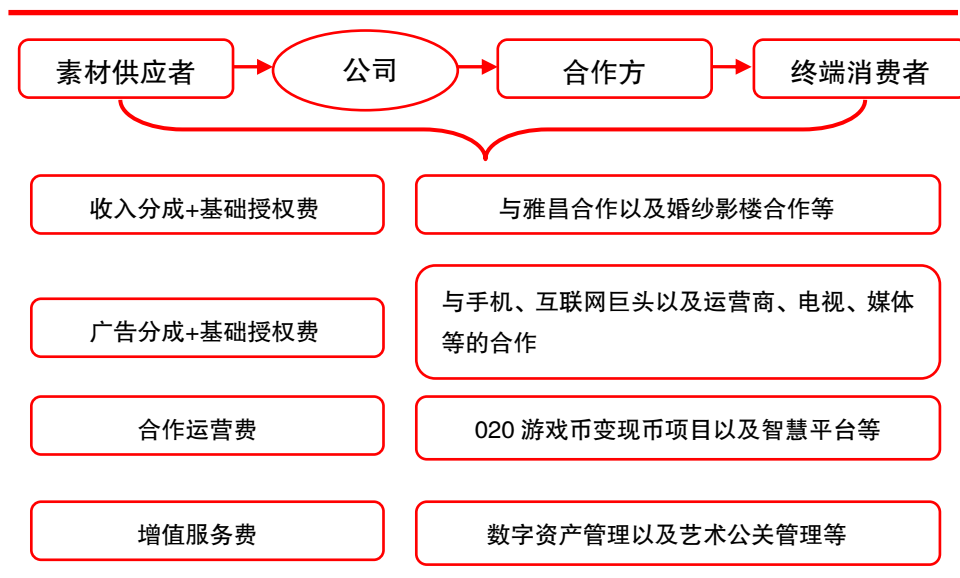 素材供应者
公司
合作方
终端消费者
收入分成+基础授权费
与雅昌合作以及婚纱影楼合作等
广告分成+基础授权费
与手机、互联网巨头以及运营商、电视、媒体
等的合作
合作运营费
020 游戏币变现币项目以及智慧平台等
增值服务费
数字资产管理以及艺术公关管理等